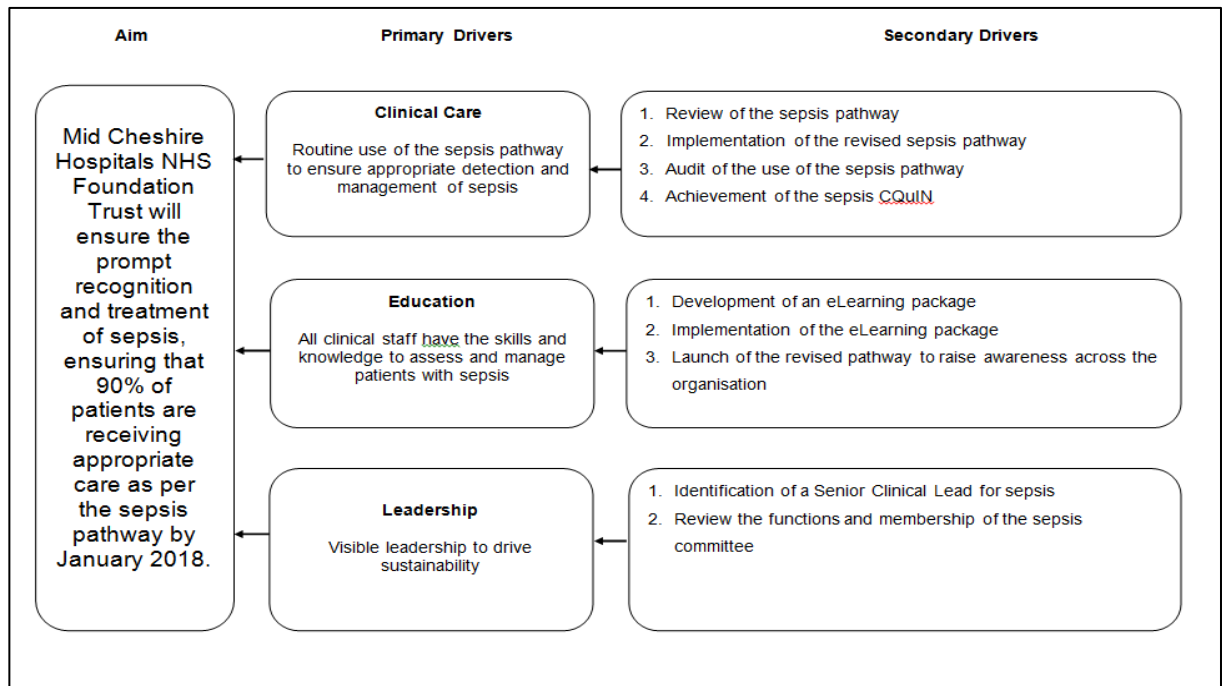 Aim
Primary Drivers
Secondary Drivers
Mid Cheshire
Hospitals NHS
Foundation
Trust will
ensure the
prompt
recognition
and treatment
of sepsis,
ensuring that
90% of
patients are
receiving
appropriate
care as per
the sepsis
pathway by
January 2018.
Clinical Care
Routine use of the sepsis pathway
to ensure appropriate detection and
management of sepsis
1. Review of the sepsis pathway
2. Implementation of the revised sepsis pathway
3. Audit of the use of the sepsis pathway
4. Achievement of the sepsis CQuIN
Education
All clinical staff have the skills and
knowledge to assess and manage
patients with sepsis
1. Development of an eLearning package
2. Implementation of the eLearning package
3. Launch of the revised pathway to raise awareness across the
organisation
Leadership
Visible leadership to drive
sustainability
1. Identification of a Senior Clinical Lead for sepsis
2. Review the functions and membership of the sepsis
committee